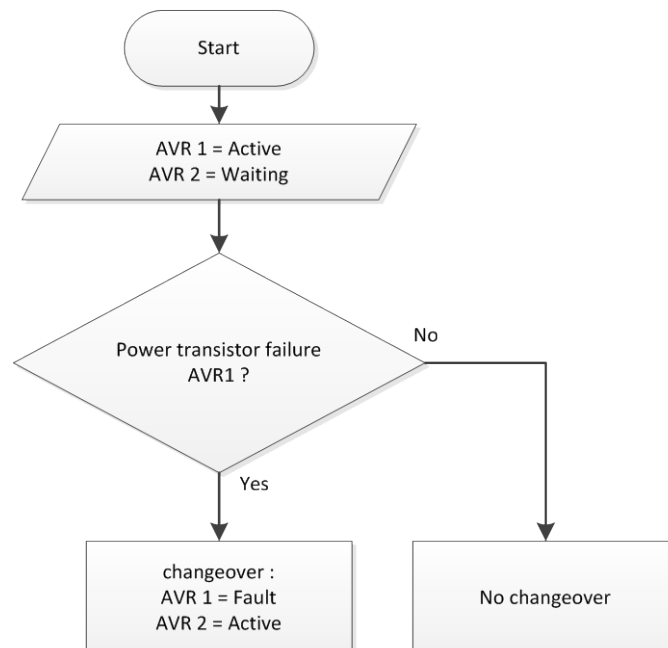 Start
AVR 1 = Active
AVR 2 = Waiting
Power transistor failure
AVR1 ?
No
Yes
changeover :
AVR 1 = Fault
AVR 2 = Active
No changeover